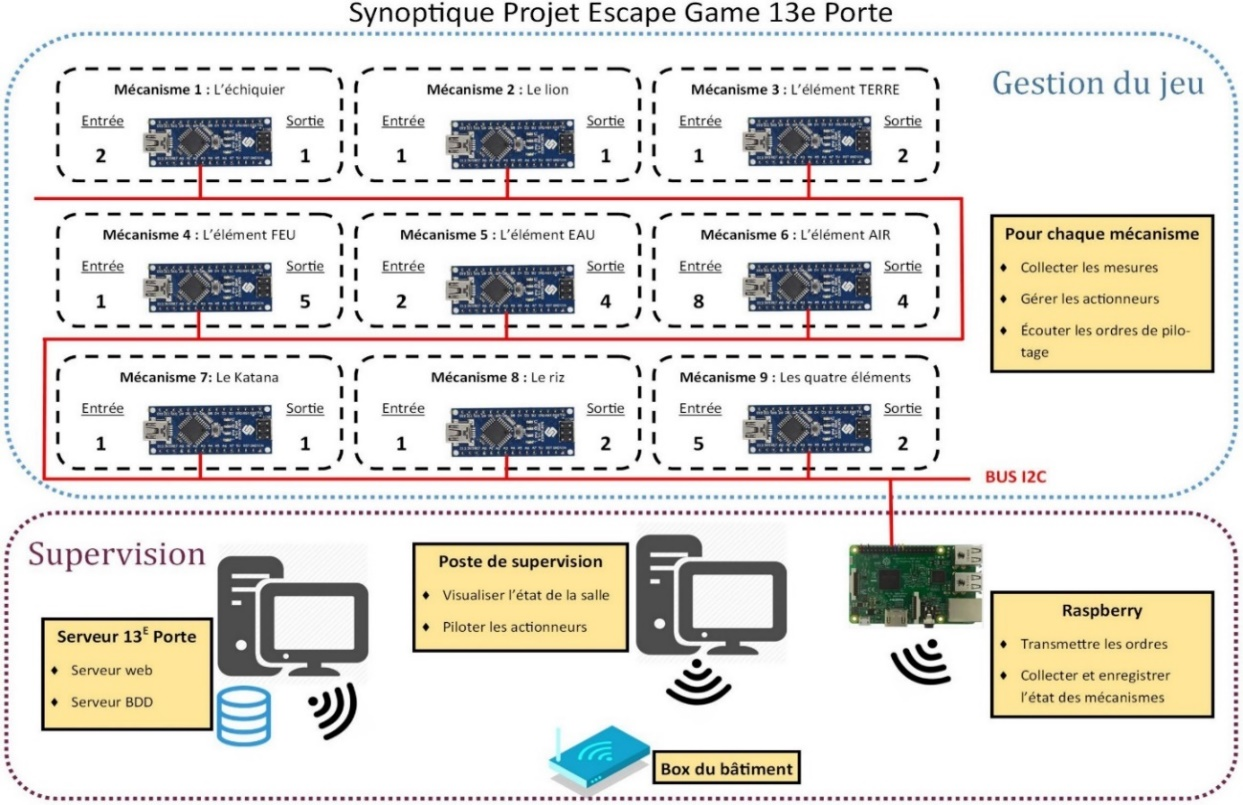 Synoptique Projet Escape Game 13e Porte
Gestion du jeu
Mécanisme 1 : L'échiquier
Entrée
2
Sortie
1
Mécanisme 2 : Le lion
Entrée
1
Sortie
1
Mécanisme 3 : L'élément TERRE
Entrée
1
Sortie
2
Mécanisme 4 : L'élément FEU
Entrée
1
Sortie
5
Mécanisme 5 : L'élément EAU
Entrée
2
Sortie
4
Mécanisme 6 : L'élément AIR
Entrée
8
Sortie
4
Pour chaque mécanisme
♦ Collecter les mesures
♦ Gérer les actionneurs
♦ Écouter les ordres de pilo-
tage
Mécanisme 7: Le Katana
Entrée
1
Sortie
1
Mécanisme 8 : Le riz
Entrée
1
Sortie
2
Mécanisme 9 : Les quatre éléments
Entrée
5
Sortie
2
BUS I2C
Supervision
Serveur 13E Porte
♦ Serveur web
♦ Serveur BDD
Poste de supervision
♦ Visualiser l'état de la salle
♦ Piloter les actionneurs
Raspberry
♦ Transmettre les ordres
♦ Collecter et enregistrer
l'état des mécanismes
Box du bâtiment